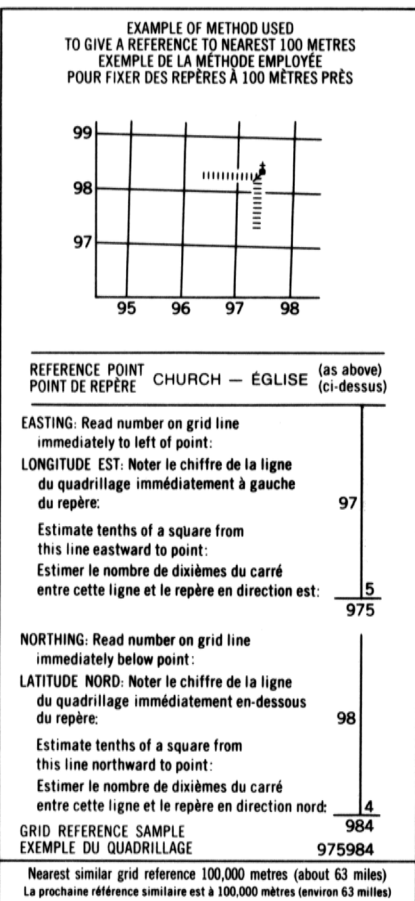 EXAMPLE OF METHOD USED
TO GIVE A REFERENCE TO NEAREST 100 METRES
EXEMPLE DE LA MÉTHODE EMPLOYÉE
POUR FIXER DES REPÈRES À 100 MÈTRES PRÈS
99
98
97
95 96 97 98
REFERENCE POINT
POINT DE REPÈRE CHURCH — ÉGLISE (as above)
(ci-dessus)
EASTING: Read number on grid line
immediately to left of point:
LONGITUDE EST: Noter le chiffre de la ligne
du quadrillage immédiatement à gauche
du repère: 97
Estimate tenths of a square from
this line eastward to point:
Estimer le nombre de dixièmes du carré
entre cette ligne et le repère en direction est: 5
975
NORTHING: Read number on grid line
immediately below point:
LATITUDE NORD: Noter le chiffre de la ligne
du quadrillage immédiatement en-dessous
du repère: 98
Estimate tenths of a square from
this line northward to point:
Estimer le nombre de dixièmes du carré
entre cette ligne et le repère en direction nord: 4
984
GRID REFERENCE SAMPLE
EXEMPLE DU QUADRILLAGE 975984
Nearest similar grid reference 100,000 metres (about 63 miles)
La prochaine référence similaire est à 100,000 mètres (environ 63 milles)